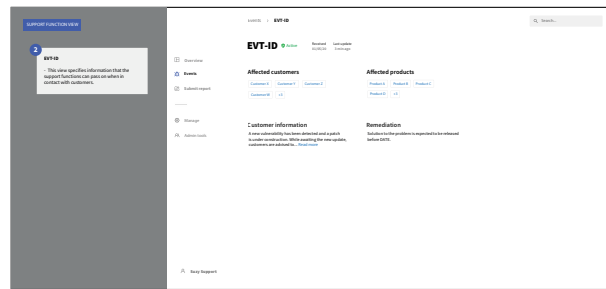 SUPPORT FUNCTION VIEW
2
EVT-ID
- This view specifies information that the
support functions can pass on when in
contact with customers.
Overview
Events
Submit report
Manage
Admin tools
Suzy Support
Events > EVT-ID
Search...
EVT-ID Active
Received Last update
Affected customers
Customer X Customer Y Customer Z
Customer W +5
Affected products
Product A Product B Product C
Product D +5
Customer information
A new vulnerability has been detected and a patch
is under construction. While awaiting the new update,
customers are advised to... Read more
Remediation
Solution to the problem is expected to be released
before DATE.